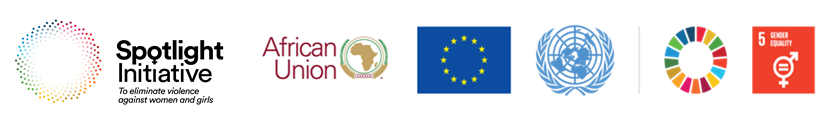 Spotlight
Initiative
To eliminate violence
against women and girls
African
Union
5 GENDER
EQUALITY